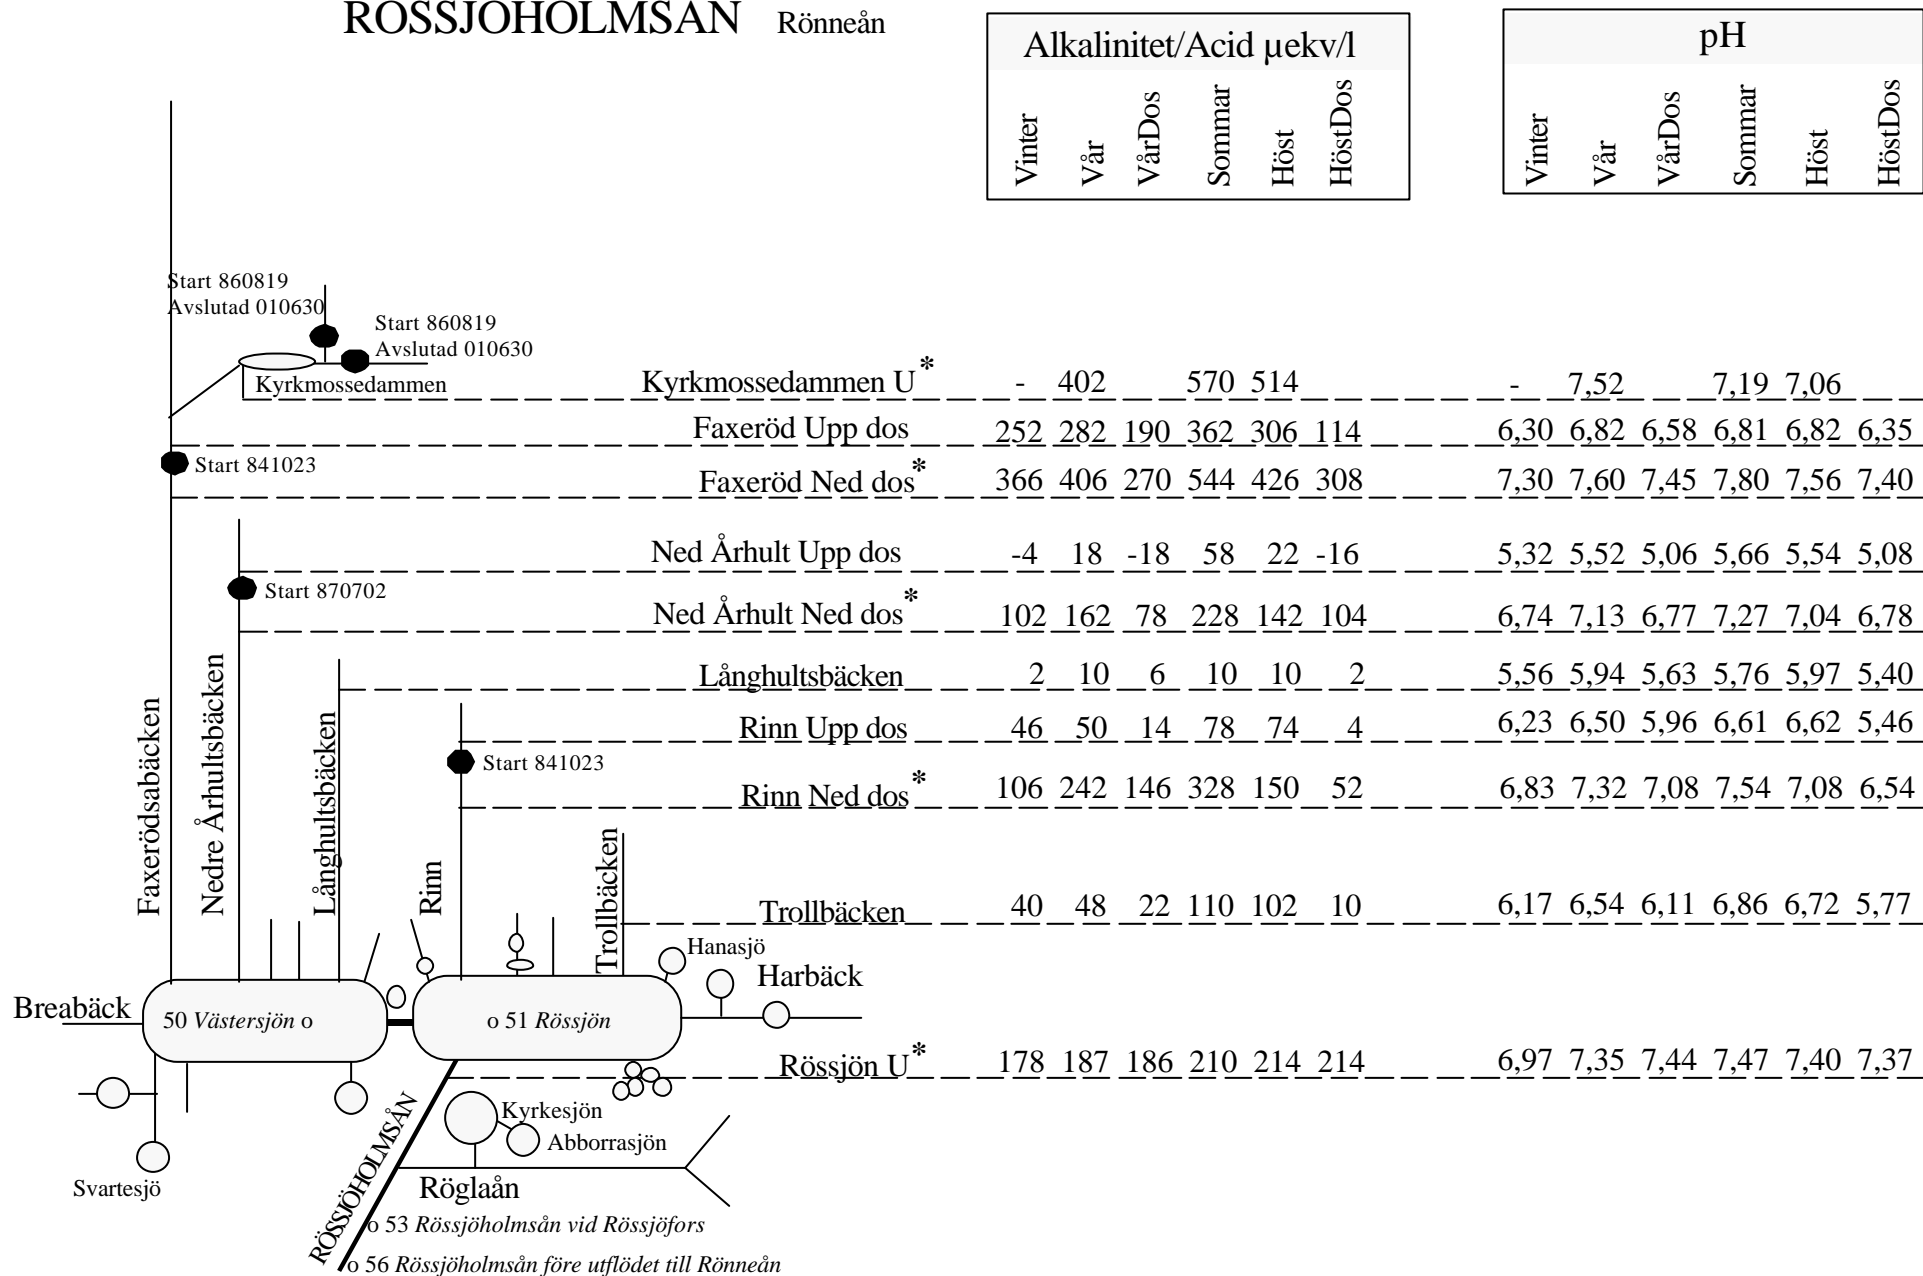 RÖSSJÖHOLMSÅN Rönneån
Alkalinitet/Acid µekv/l
pH
Vinter Vår VårDos Sommar Höst HöstDos
Vinter Vår VårDos Sommar Höst HöstDos
Start 860819
Avslutad 010630
Start 860819
Avslutad 010630
Kyrkmossedammen
Kyrkmossedammen U* - 402 570 514 - 7,52 7,19 7,06
Faxeröd Upp dos 252 282 190 362 306 114 6,30 6,82 6,58 6,81 6,82 6,35
Start 841023
Faxeröd Ned dos* 366 406 270 544 426 308 7,30 7,60 7,45 7,80 7,56 7,40
Ned Århult Upp dos -4 18 -18 58 22 -16 5,32 5,52 5,06 5,66 5,54 5,08
Start 870702
Ned Århult Ned dos* 102 162 78 228 142 104 6,74 7,13 6,77 7,27 7,04 6,78
Långhultsbäcken 2 10 6 10 10 2 5,56 5,94 5,63 5,76 5,97 5,40
Rinn Upp dos 46 50 14 78 74 4 6,23 6,50 5,96 6,61 6,62 5,46
Start 841023
Rinn Ned dos* 106 242 146 328 150 52 6,83 7,32 7,08 7,54 7,08 6,54
Faxerödsabäcken
Nedre Århultsbäcken
Långhultsbäcken
Rinn
Trollbäcken
Trollbäcken 40 48 22 110 102 10 6,17 6,54 6,11 6,86 6,72 5,77
Hanasjö
Harbäck
Breabäck
50 Västersjön o
o 51 Rössjön
Rössjön U* 178 187 186 210 214 214 6,97 7,35 7,44 7,47 7,40 7,37
Kyrkesjön
Abborrasjön
Svartesjö
Röglaån
RÖSSJÖHOLMSÅN
o 53 Rössjöholmsån vid Rössjöfors
o 56 Rössjöholmsån före utflödet till Rönneån